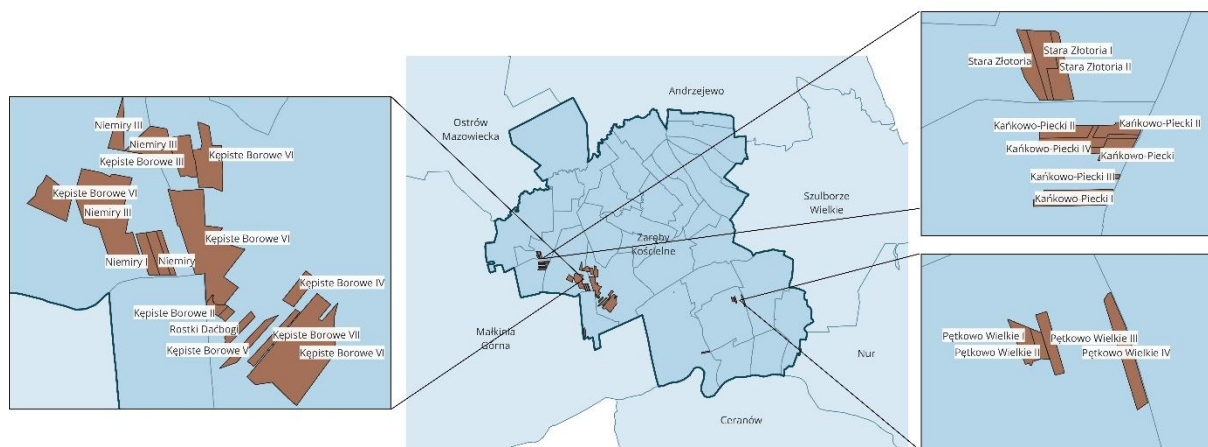 Niemiry III
Niemiry III
Kępiste Borowe III
Kępiste Borowe VI
Kępiste Borowe VI
Niemiry III
Kępiste Borowe VI
Niemiry I
Niemiry
Kępiste Borowe II
Rostki Daćbogi
Kępiste Borowe V
Kępiste Borowe IV
Kępiste Borowe VII
Kępiste Borowe VI
Andrzejewo
Ostrów
Mazowiecka
Szulborze
Wielkie
Zaręby
Kościelne
Małkinia
Górna
Nur
Ceranów
Stara Złotoria I
Stara Złotoria
Stara Złotoria II
Kańkowo-Piecki II
Kańkowo-Piecki II
Kańkowo-Piecki IV
Kańkowo-Piecki
Kańkowo-Piecki III
Kańkowo-Piecki I
Pętkowo Wielkie I
Pętkowo Wielkie III
Pętkowo Wielkie II
Pętkowo Wielkie IV